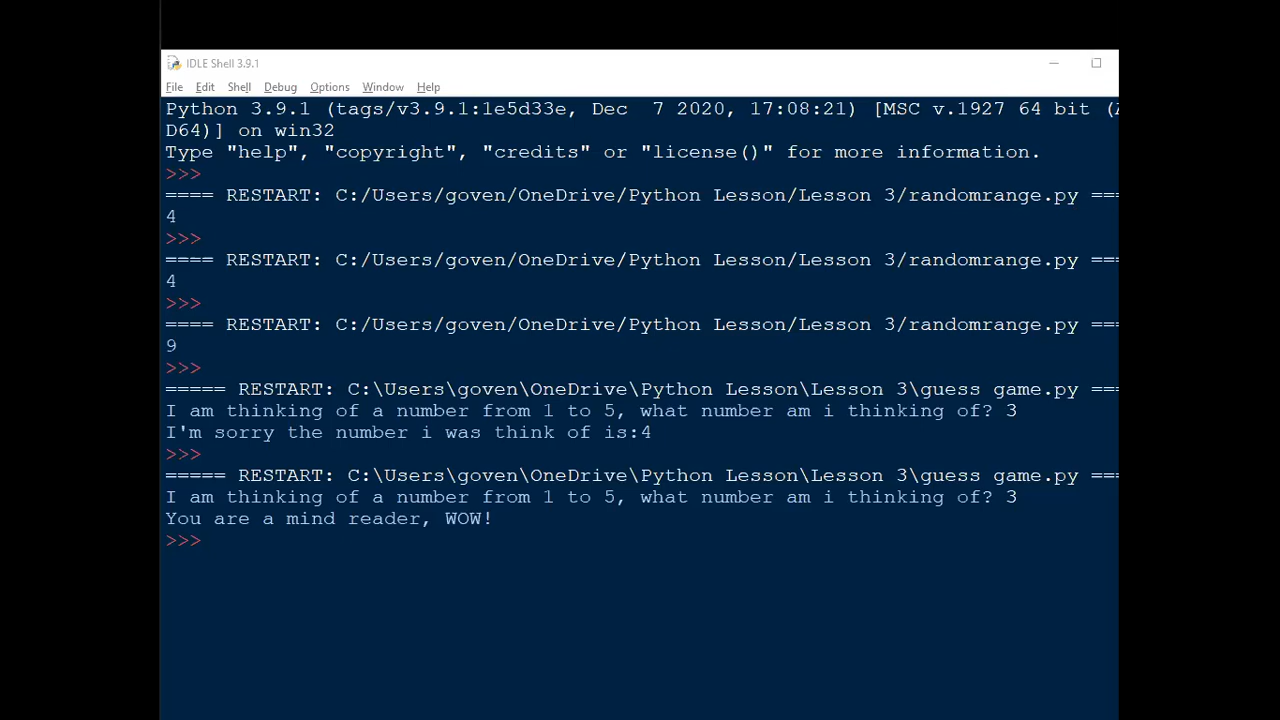 IDLE Shell 3.9.1
File Edit Shell Debug Options Window Help
Python 3.9.1 (tags/v3.9.1:1e5d33e, Dec  7 2020, 17:08:21) [MSC v.1927 64 bit (
D64)] on win32
Type "help", "copyright", "credits" or "license()" for more information.
>>>
==== RESTART: C:/Users/goven/OneDrive/Python Lesson/Lesson 3/randomrange.py ===
4
>>>
==== RESTART: C:/Users/goven/OneDrive/Python Lesson/Lesson 3/randomrange.py ===
4
>>>
==== RESTART: C:/Users/goven/OneDrive/Python Lesson/Lesson 3/randomrange.py ===
9
>>>
===== RESTART: C:\Users\goven\OneDrive\Python Lesson\Lesson 3\guess game.py ===
I am thinking of a number from 1 to 5, what number am i thinking of? 3
I'm sorry the number i was think of is:4
>>>
===== RESTART: C:\Users\goven\OneDrive\Python Lesson\Lesson 3\guess game.py ===
I am thinking of a number from 1 to 5, what number am i thinking of? 3
You are a mind reader, WOW!
>>>